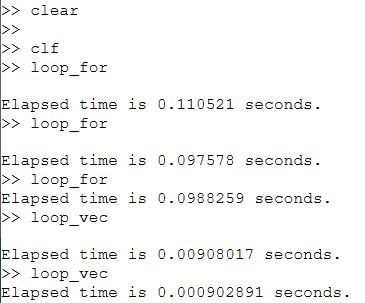 >> clear
>>
>> clf
>> loop_for
Elapsed time is 0.110521 seconds.
>> loop_for
Elapsed time is 0.097578 seconds.
>> loop_for
Elapsed time is 0.0988259 seconds.
>> loop_vec
Elapsed time is 0.00908017 seconds.
>> loop_vec
Elapsed time is 0.000902891 seconds.